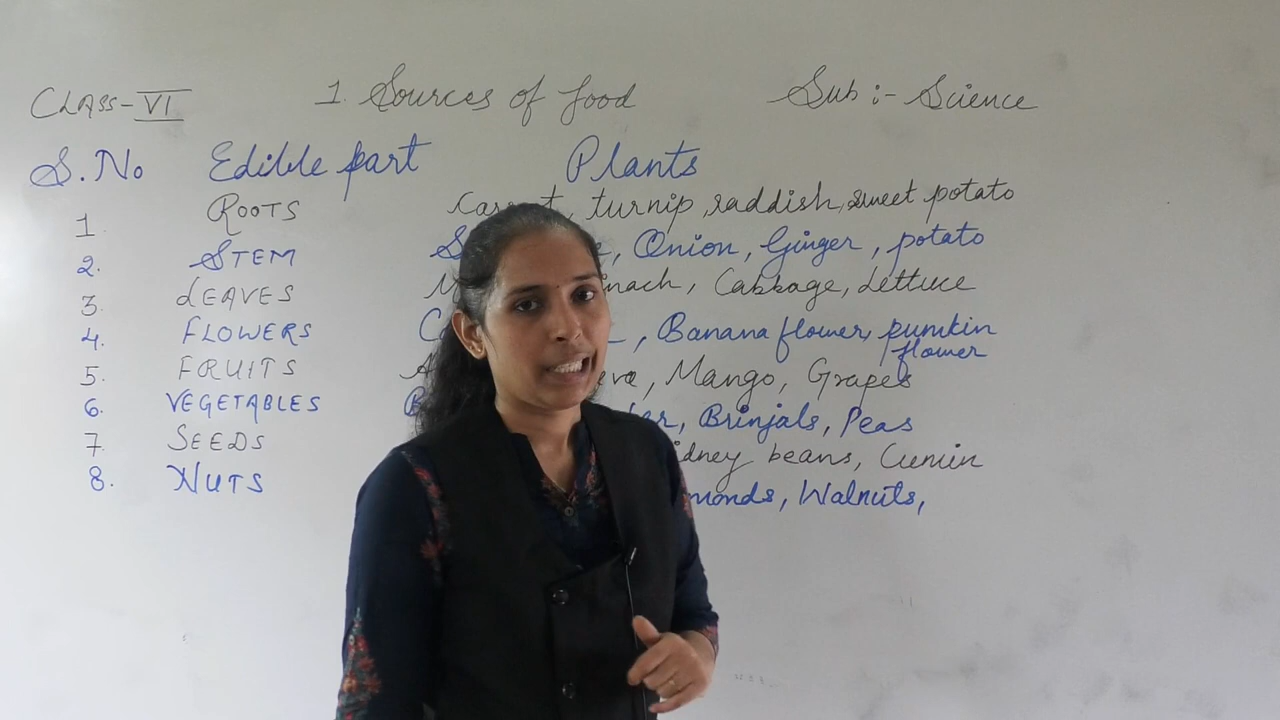 CLASS-VI 1. Sources of food Sub :- Science
S.No Edible part Plants
1. ROOTS turnip, raddish, sweet potato
2. STEM Onion, Ginger, potato
3. LEAVES Cabbage, Lettuce
4. FLOWERS Banana flower, pumkin flower
5. FRUITS Mango, Grapes
6. VEGETABLES Brinjals, Peas
7. SEEDS beans, Cumin
8. NUTS Walnuts,